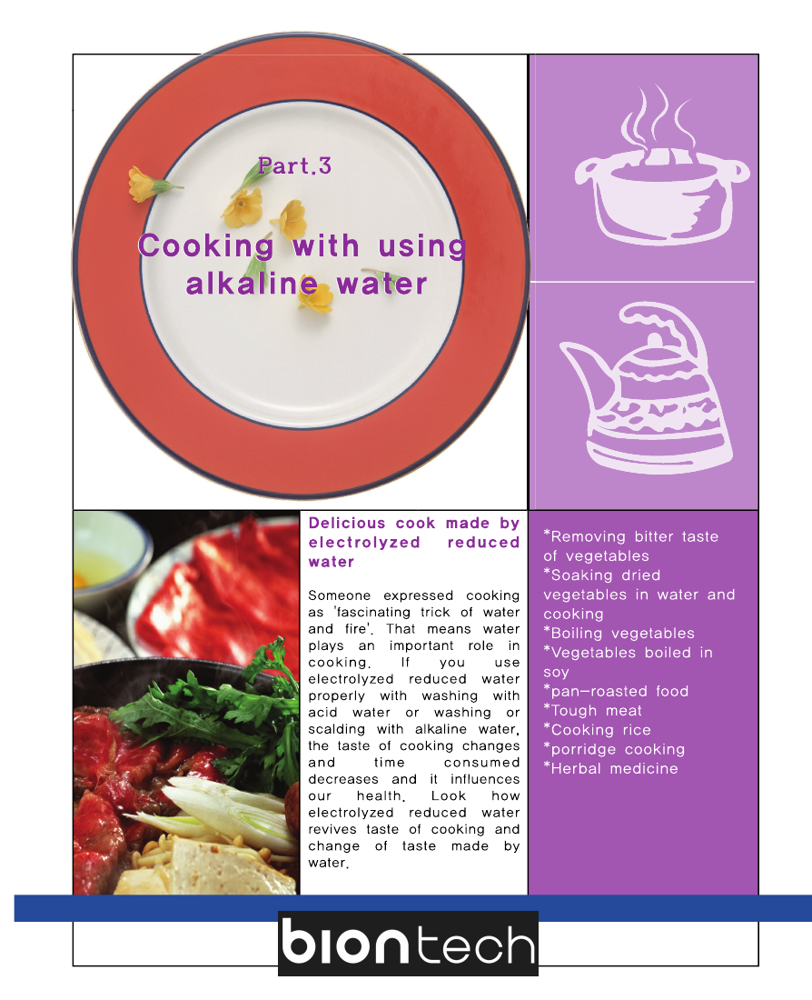 Part.3
Cooking with using
alkaline water
Delicious cook made by
electrolyzed reduced
water
Someone expressed cooking
as 'fascinating trick of water
and fire'. That means water
plays an important role in
cooking. If you use
electrolyzed reduced water
properly with washing with
acid water or washing or
scalding with alkaline water,
the taste of cooking changes
and time consumed
decreases and it influences
our health. Look how
electrolyzed reduced water
revives taste of cooking and
change of taste made by
water.
*Removing bitter taste
of vegetables
*Soaking dried
vegetables in water and
cooking
*Boiling vegetables
*Vegetables boiled in
soy
*pan-roasted food
*Tough meat
*Cooking rice
*porridge cooking
*Herbal medicine
biontech